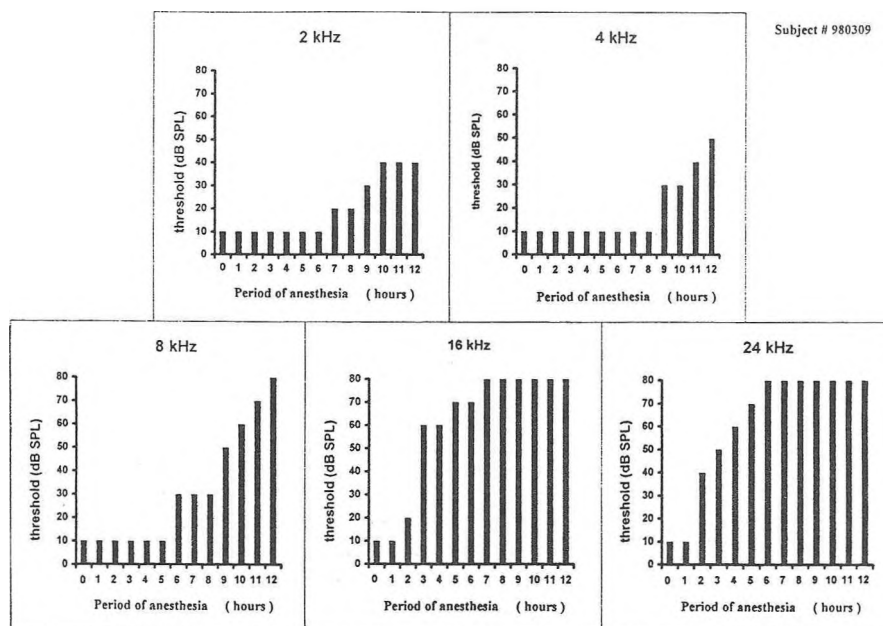 Subject # 980309
2 kHz
80
70
60
50
40
30
20
10
0
threshold (dB SPL)
0 1 2 3 4 5 6 7 8 9 10 11 12
Period of anesthesia ( hours )
4 kHz
80
70
60
50
40
30
20
10
0
threshold (dB SPL)
0 1 2 3 4 5 6 7 8 9 10 11 12
Period of anesthesia ( hours )
8 kHz
80
70
60
50
40
30
20
10
0
threshold (dB SPL)
0 1 2 3 4 5 6 7 8 9 10 11 12
Period of anesthesia ( hours )
16 kHz
80
70
60
50
40
30
20
10
0
threshold (dB SPL)
0 1 2 3 4 5 6 7 8 9 10 11 12
Period of anesthesia ( hours )
24 kHz
80
70
60
50
40
30
20
10
0
threshold (dB SPL)
0 1 2 3 4 5 6 7 8 9 10 11 12
Period of anesthesia ( hours )